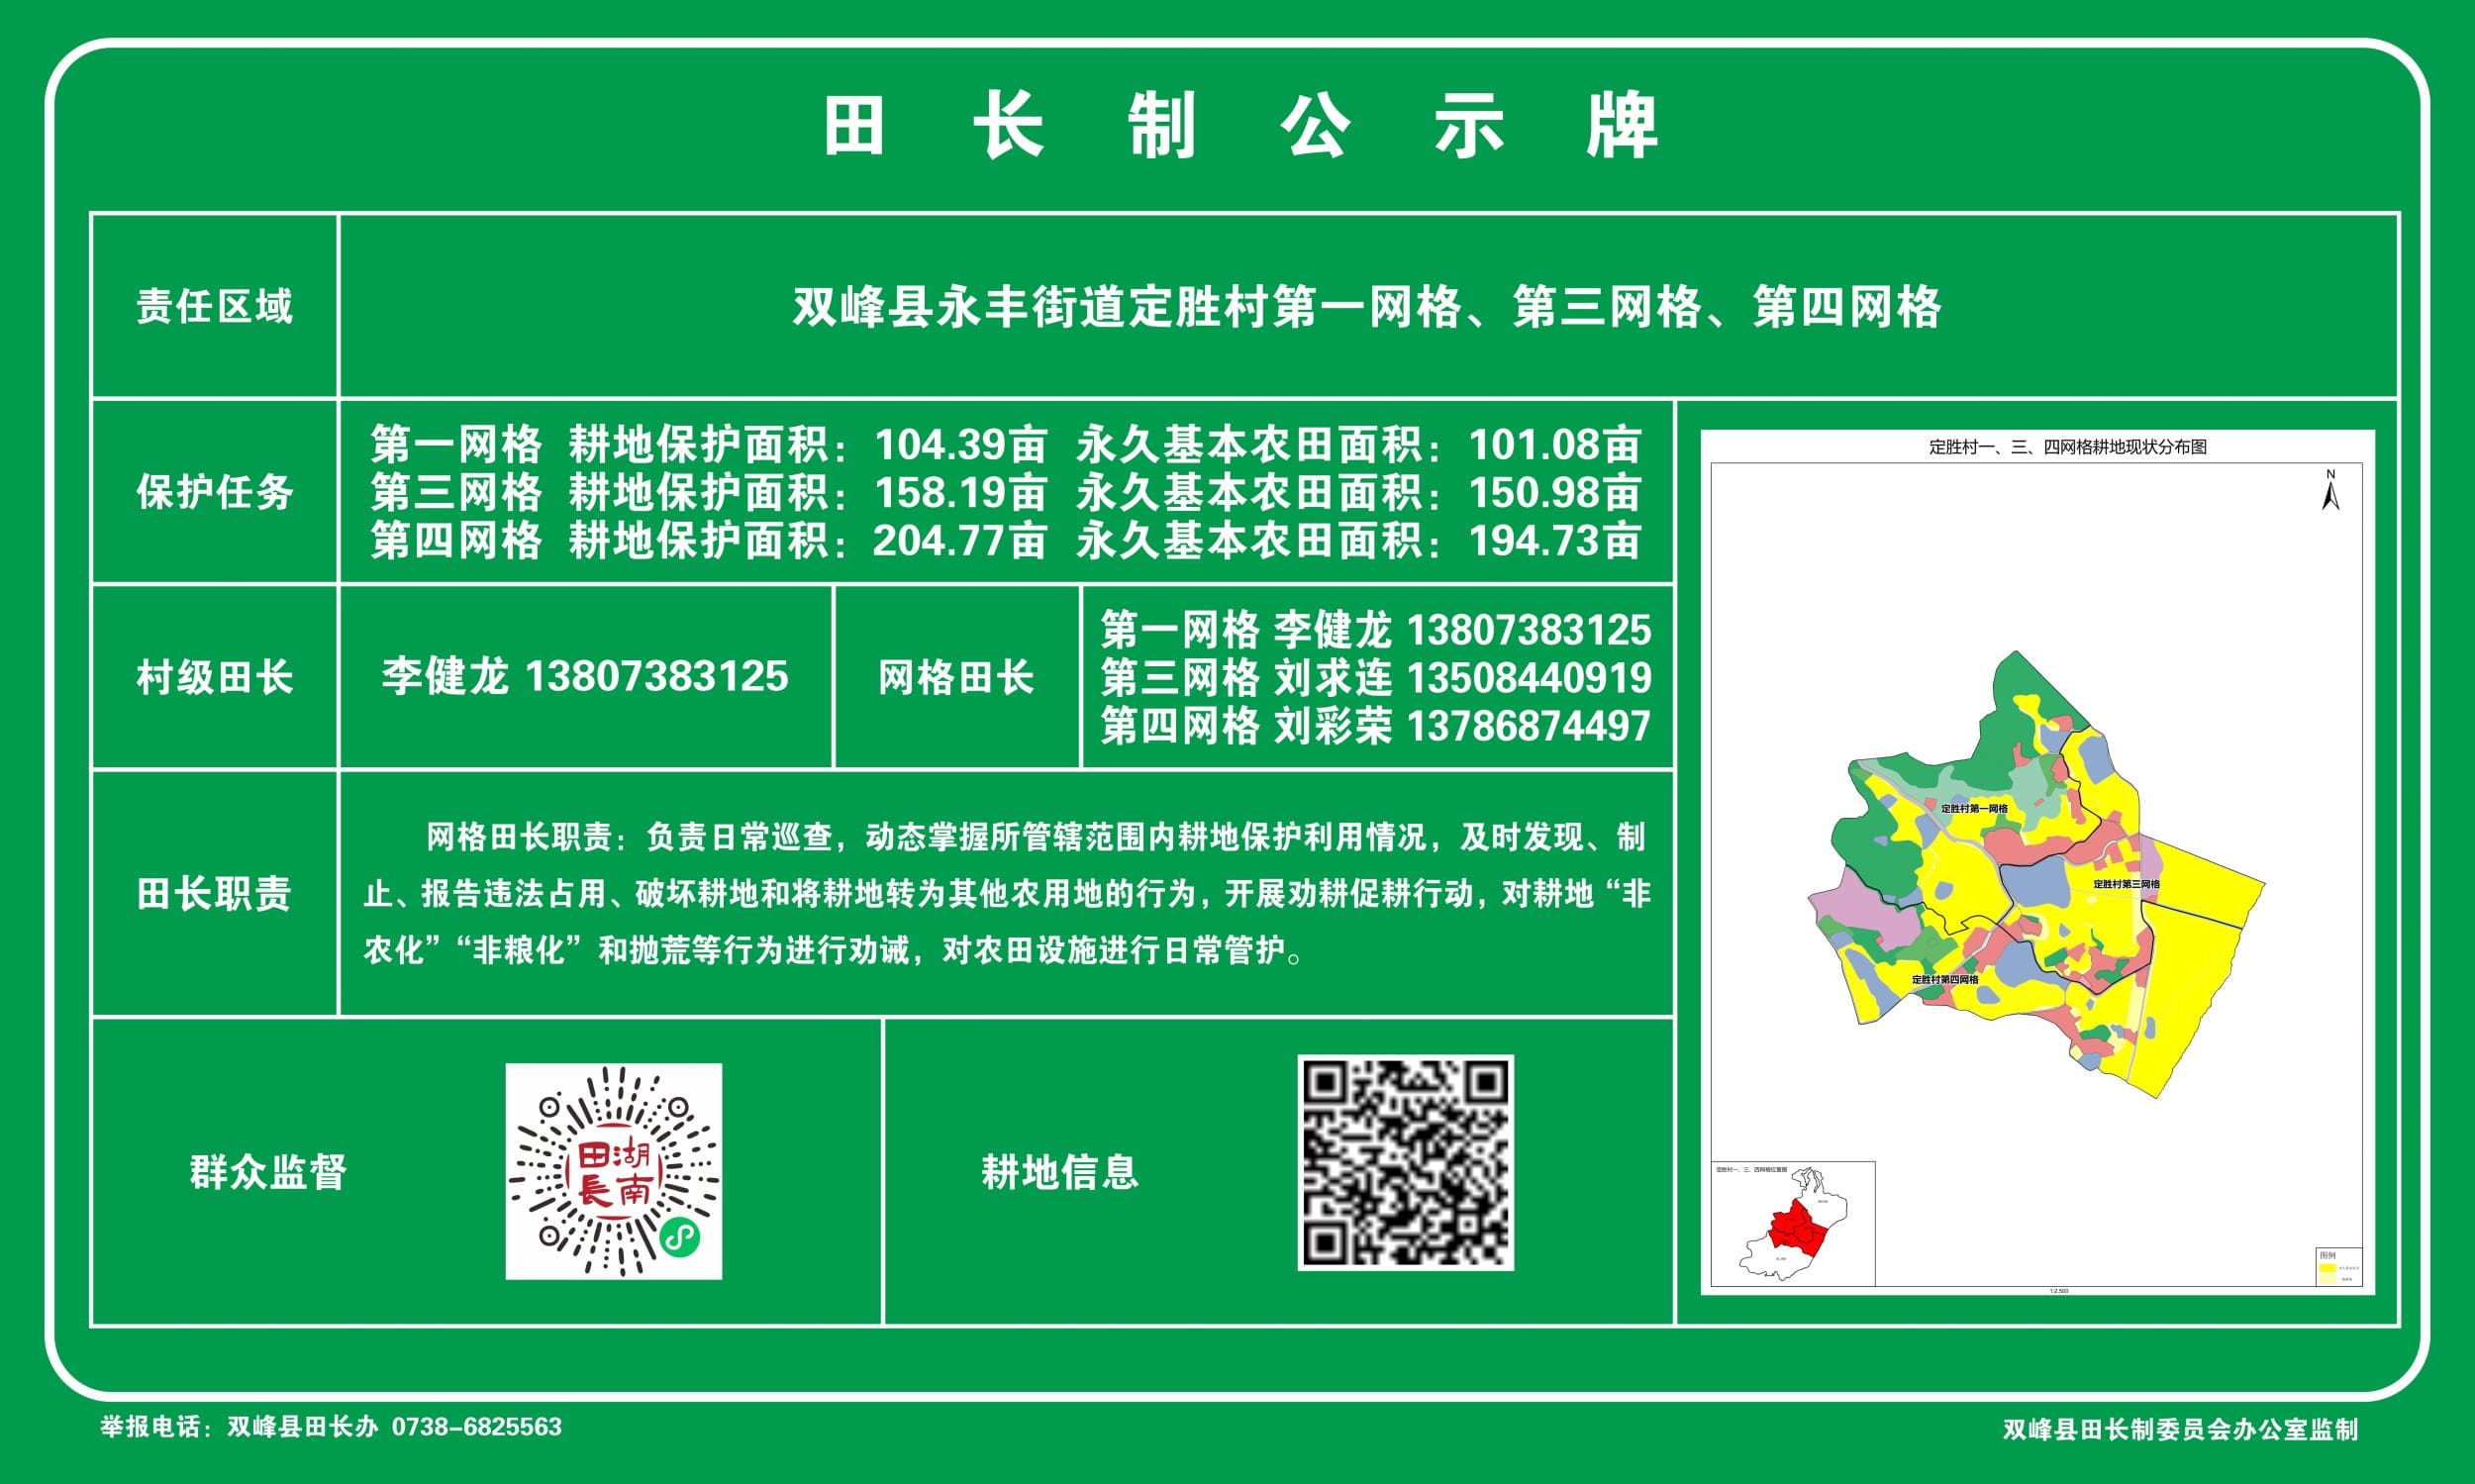 田长制公示牌
责任区域
双峰县永丰街道定胜村第一网格、第三网格、第四网格
保护任务
第一网格 耕地保护面积：104.39亩 永久基本农田面积：101.08亩
第三网格 耕地保护面积：158.19亩 永久基本农田面积：150.98亩
第四网格 耕地保护面积：204.77亩 永久基本农田面积：194.73亩
村级田长
李健龙 13807383125
网格田长
第一网格 李健龙 13807383125
第三网格 刘求连 13508440919
第四网格 刘彩荣 13786874497
田长职责
网格田长职责：负责日常巡查，动态掌握所管辖范围内耕地保护利用情况，及时发现、制
止、报告违法占用、破坏耕地和将耕地转为其他农用地的行为，开展劝耕促耕行动，对耕地“非
农化”“非粮化”和抛荒等行为进行劝诫，对农田设施进行日常管护。
群众监督
湖南
田長
耕地信息
定胜村一、三、四网格耕地现状分布图
N
定胜村第一网格
定胜村第三网格
定胜村第四网格
定胜村一、三、四网格位置图
图例
1:2,500
举报电话：双峰县田长办 0738-6825563
双峰县田长制委员会办公室监制